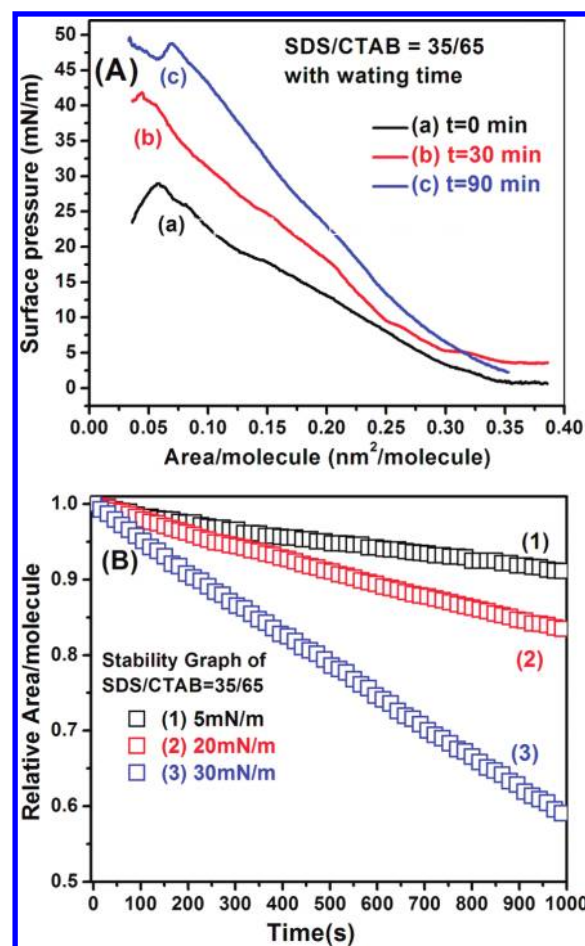 (A)
SDS/CTAB = 35/65
with wating time
(a) t=0 min
(b) t=30 min
(c) t=90 min
(c)
(b)
(a)
Surface pressure (mN/m)
50
45
40
35
30
25
20
15
10
5
0
0.00 0.05 0.10 0.15 0.20 0.25 0.30 0.35 0.40
Area/molecule (nm²/molecule)
(B)
(1)
(2)
(3)
Stability Graph of
SDS/CTAB=35/65
(1) 5mN/m
(2) 20mN/m
(3) 30mN/m
Relative Area/molecule
1.0
0.9
0.8
0.7
0.6
0.5
0 100 200 300 400 500 600 700 800 900 1000
Time(s)